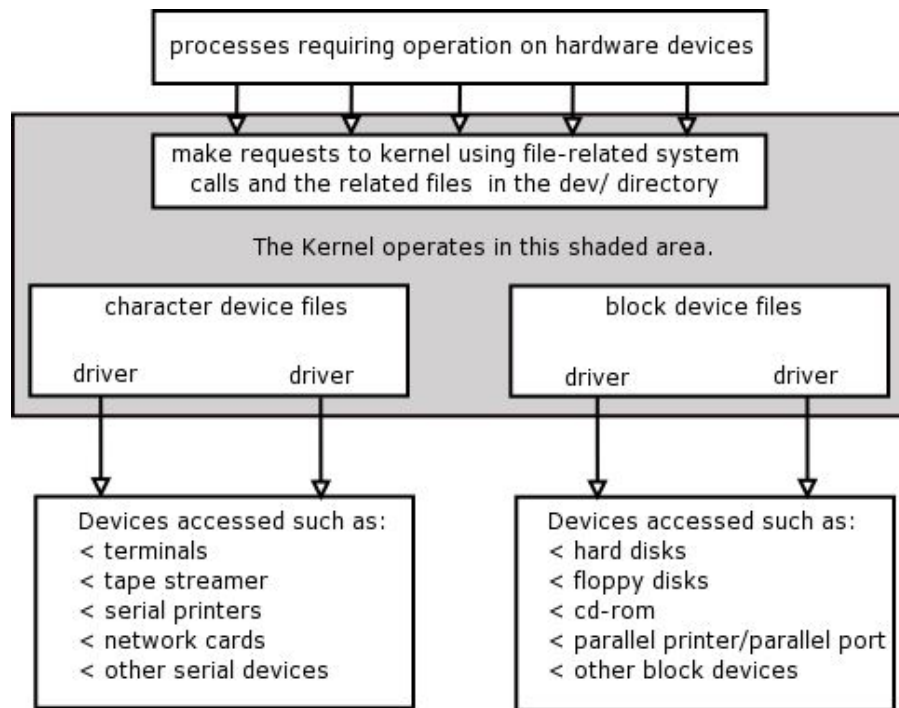 processes requiring operation on hardware devices
make requests to kernel using file-related system
calls and the related files in the dev/ directory
The Kernel operates in this shaded area.
character device files
driver driver
block device files
driver driver
Devices accessed such as:
< terminals
< tape streamer
< serial printers
< network cards
< other serial devices
Devices accessed such as:
< hard disks
< floppy disks
< cd-rom
< parallel printer/parallel port
< other block devices